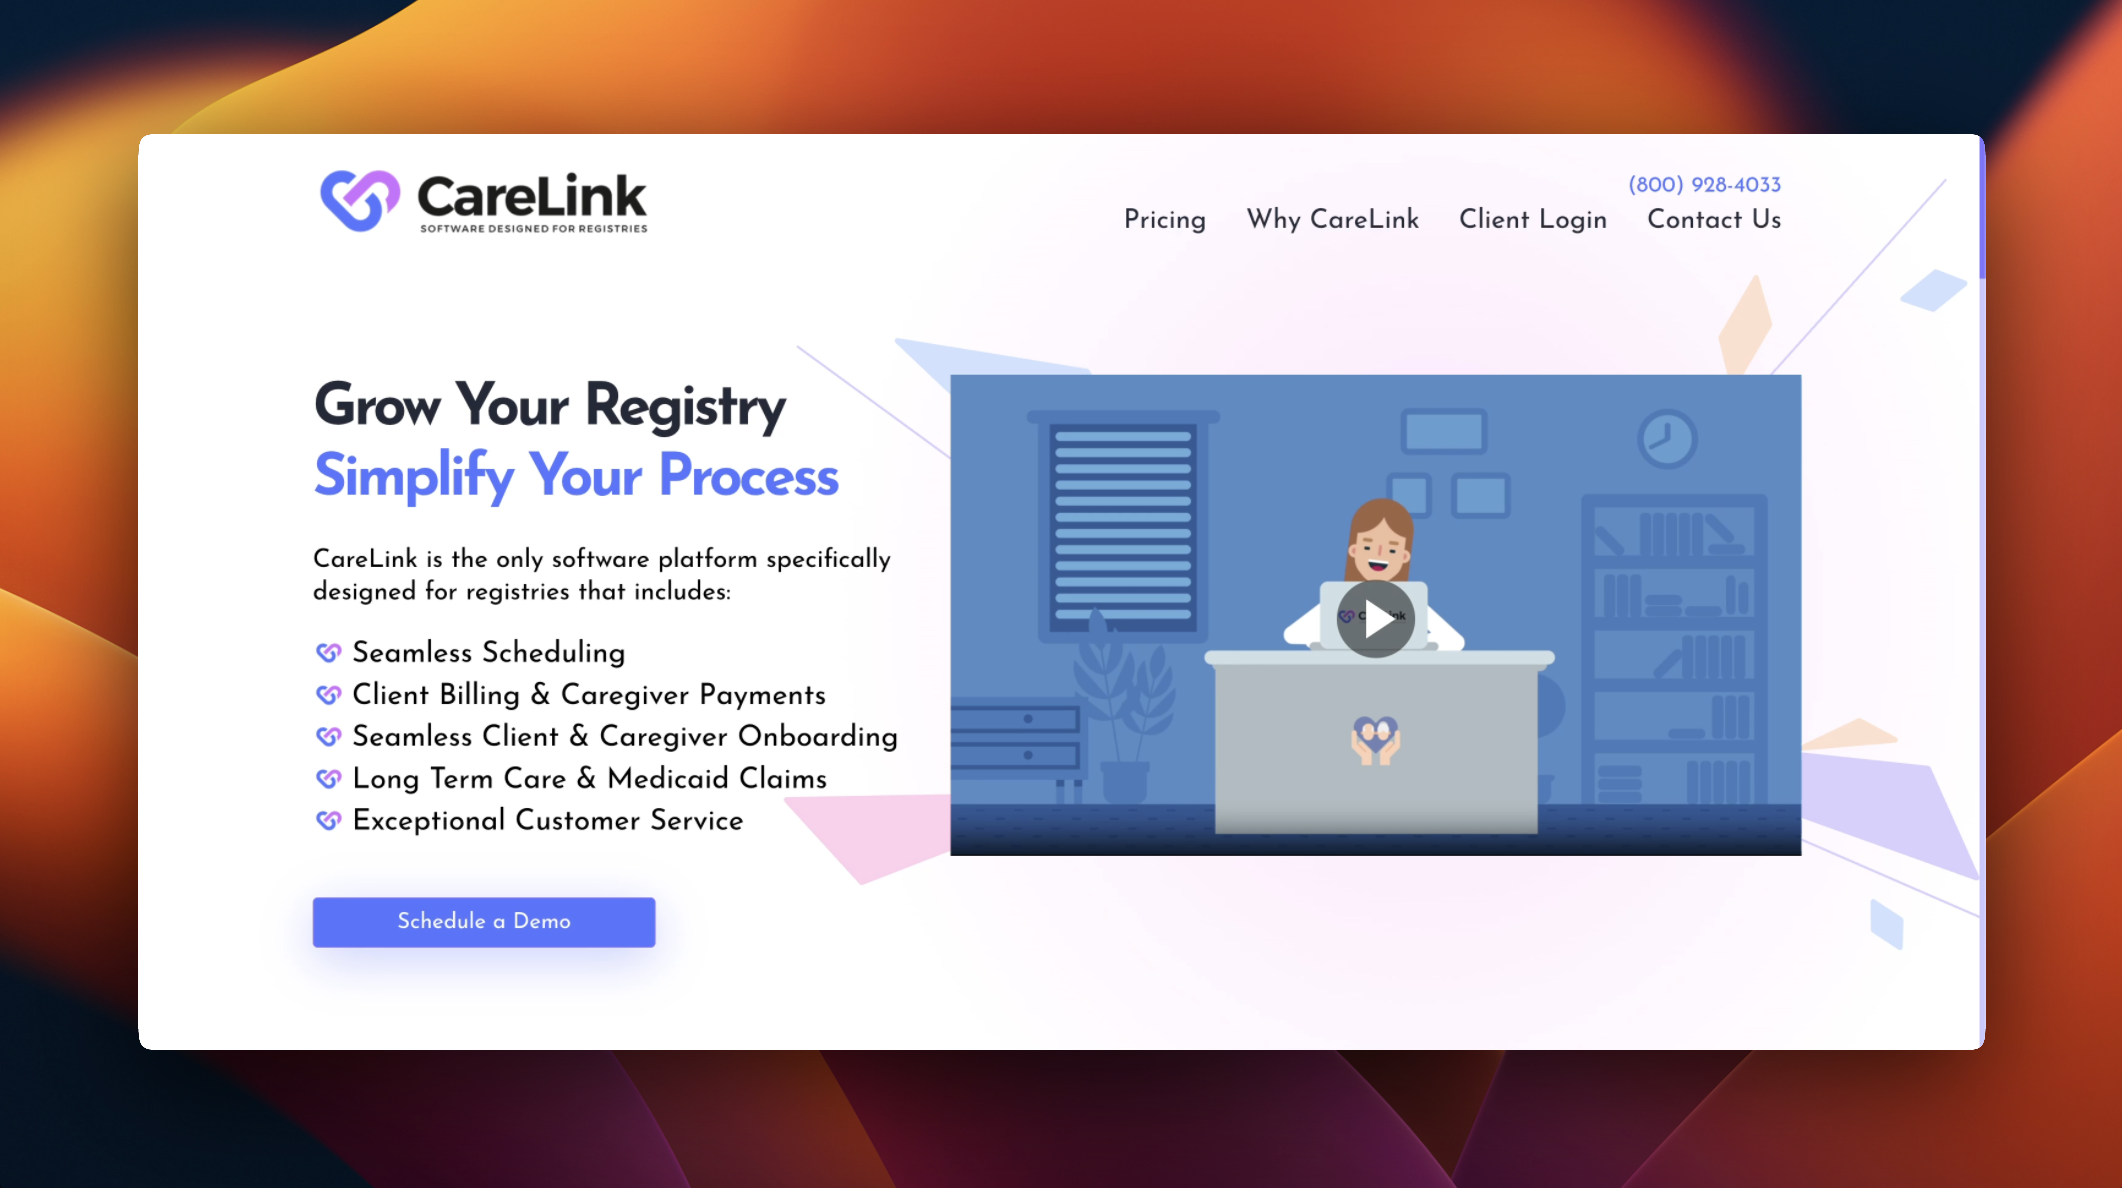 CareLink
SOFTWARE DESIGNED FOR REGISTRIES
(800) 928-4033
Pricing Why CareLink Client Login Contact Us
Grow Your Registry
Simplify Your Process
CareLink is the only software platform specifically
designed for registries that includes:
Seamless Scheduling
Client Billing & Caregiver Payments
Seamless Client & Caregiver Onboarding
Long Term Care & Medicaid Claims
Exceptional Customer Service
Schedule a Demo